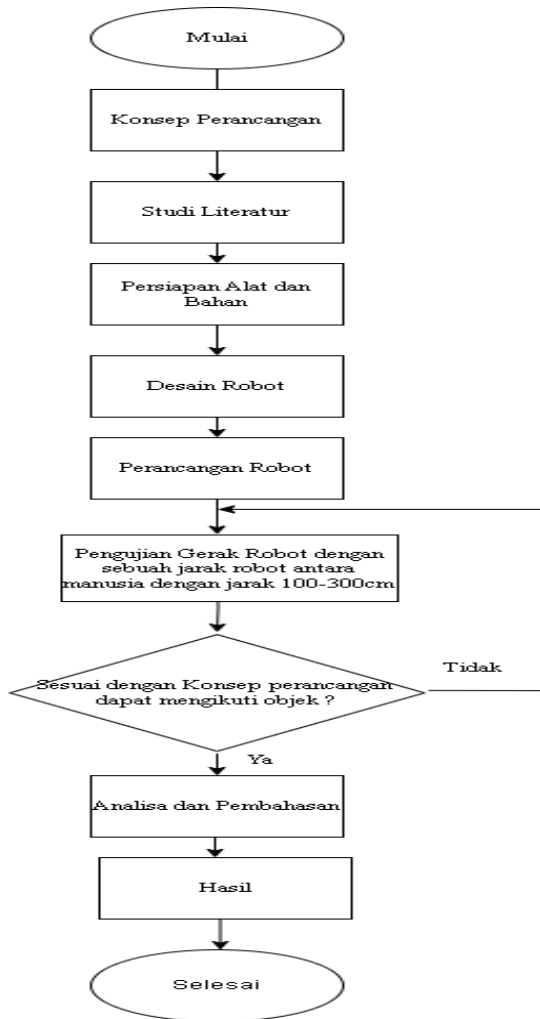 Mulai
Konsep Perancangan
Studi Literatur
Persiapan Alat dan
Bahan
Desain Robot
Perancangan Robot
Pengujian Gerak Robot dengan
sebuah jarak robot antara
manusia dengan jarak 100-300cm
Sesuai dengan Konsep perancangan
dapat mengikuti objek ?
Tidak
Ya
Analisa dan Pembahasan
Hasil
Selesai